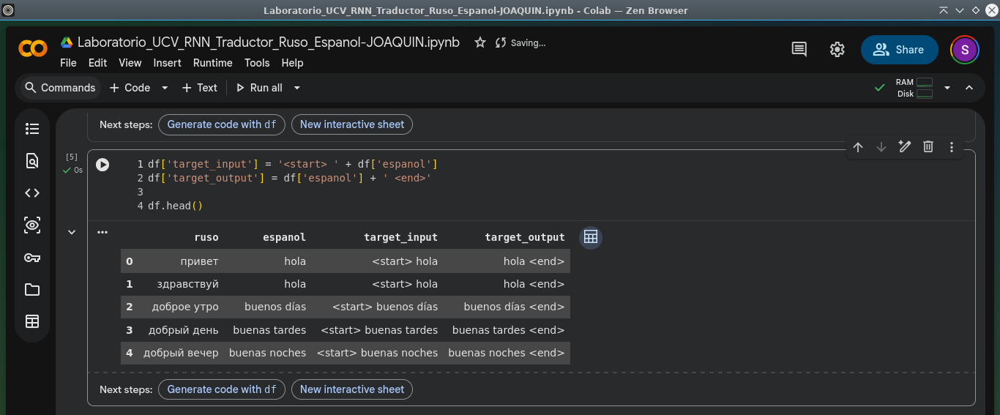 Laboratorio_UCV_RNN_Traductor_Ruso_Espanol-JOAQUIN.ipynb - Colab — Zen Browser
Laboratorio_UCV_RNN_Traductor_Ruso_Espanol-JOAQUIN.ipynb Saving...
File Edit View Insert Runtime Tools Help
Share
S
Commands + Code + Text Run all
RAM
Disk
Next steps: Generate code with df New interactive sheet
[5]
0s
1 df['target_input'] = '<start> ' + df['espanol']
2 df['target_output'] = df['espanol'] + ' <end>'
3
4 df.head()
ruso espanol target_input target_output
0 привет hola <start> hola hola <end>
1 здравствуй hola <start> hola hola <end>
2 доброе утро buenos días <start> buenos días buenos días <end>
3 добрый день buenas tardes <start> buenas tardes buenas tardes <end>
4 добрый вечер buenas noches <start> buenas noches buenas noches <end>
Next steps: Generate code with df New interactive sheet